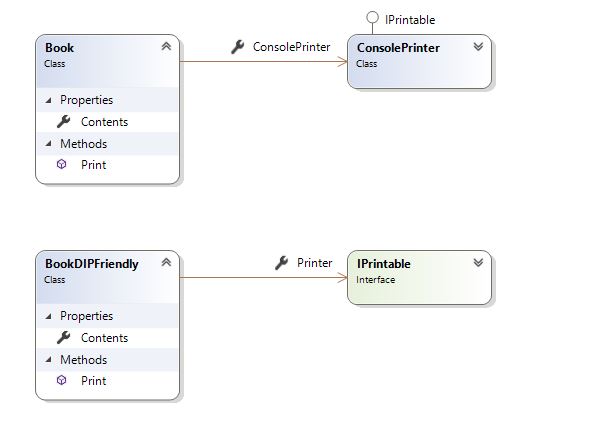 IPrintable
Book
Class
Properties
Contents
Methods
Print
ConsolePrinter
ConsolePrinter
Class
BookDIPFriendly
Class
Properties
Contents
Methods
Print
Printer
IPrintable
Interface